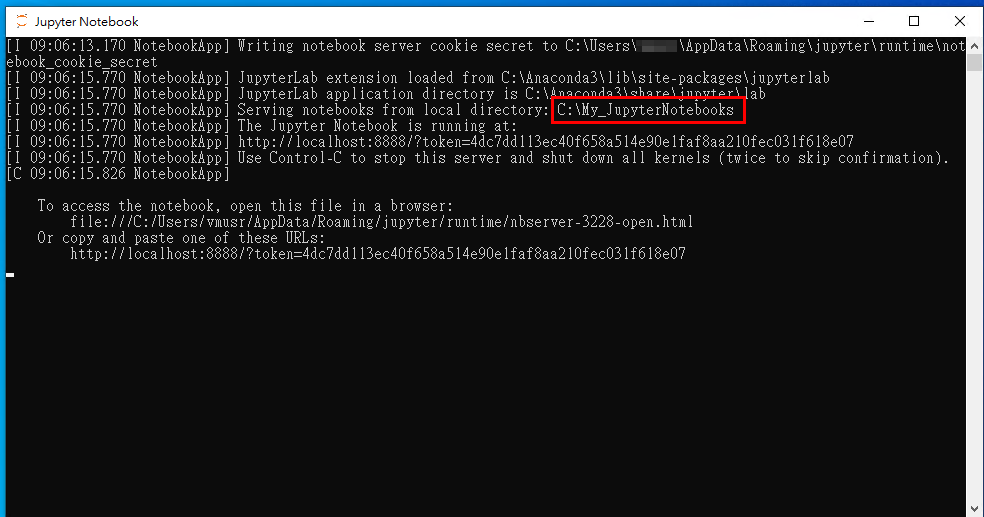 Jupyter Notebook
[I 09:06:13.170 NotebookApp] Writing notebook server cookie secret to C:\Users\ \AppData\Roaming\jupyter\runtime\not
ebook_cookie_secret
[I 09:06:15.770 NotebookApp] JupyterLab extension loaded from C:\Anaconda3\lib\site-packages\jupyterlab
[I 09:06:15.770 NotebookApp] JupyterLab application directory is C:\Anaconda3\share\jupyter\lab
[I 09:06:15.770 NotebookApp] Serving notebooks from local directory: C:\My_JupyterNotebooks
[I 09:06:15.770 NotebookApp] The Jupyter Notebook is running at:
[I 09:06:15.770 NotebookApp] http://localhost:8888/?token=4dc7dd113ec40f658a514e90e1faf8aa210fec031f618e07
[I 09:06:15.770 NotebookApp] Use Control-C to stop this server and shut down all kernels (twice to skip confirmation).
[C 09:06:15.826 NotebookApp]
To access the notebook, open this file in a browser:
file:///C:/Users/vmusr/AppData/Roaming/jupyter/runtime/nbserver-3228-open.html
Or copy and paste one of these URLs:
http://localhost:8888/?token=4dc7dd113ec40f658a514e90e1faf8aa210fec031f618e07